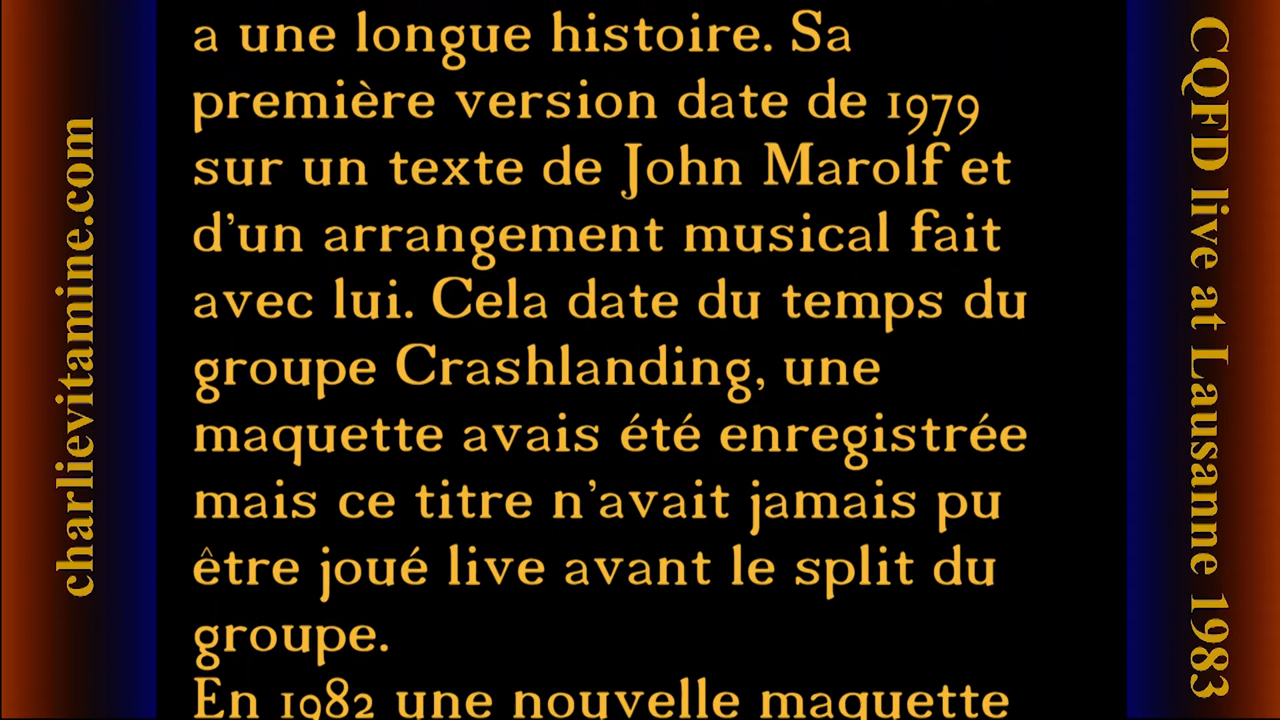 charlievitamine.com
a une longue histoire. Sa
première version date de 1979
sur un texte de John Marolf et
d'un arrangement musical fait
avec lui. Cela date du temps du
groupe Crashlanding, une
maquette avais été enregistrée
mais ce titre n'avait jamais pu
être joué live avant le split du
groupe.
En 1982 une nouvelle maquette
CQFD live at Lausanne 1983